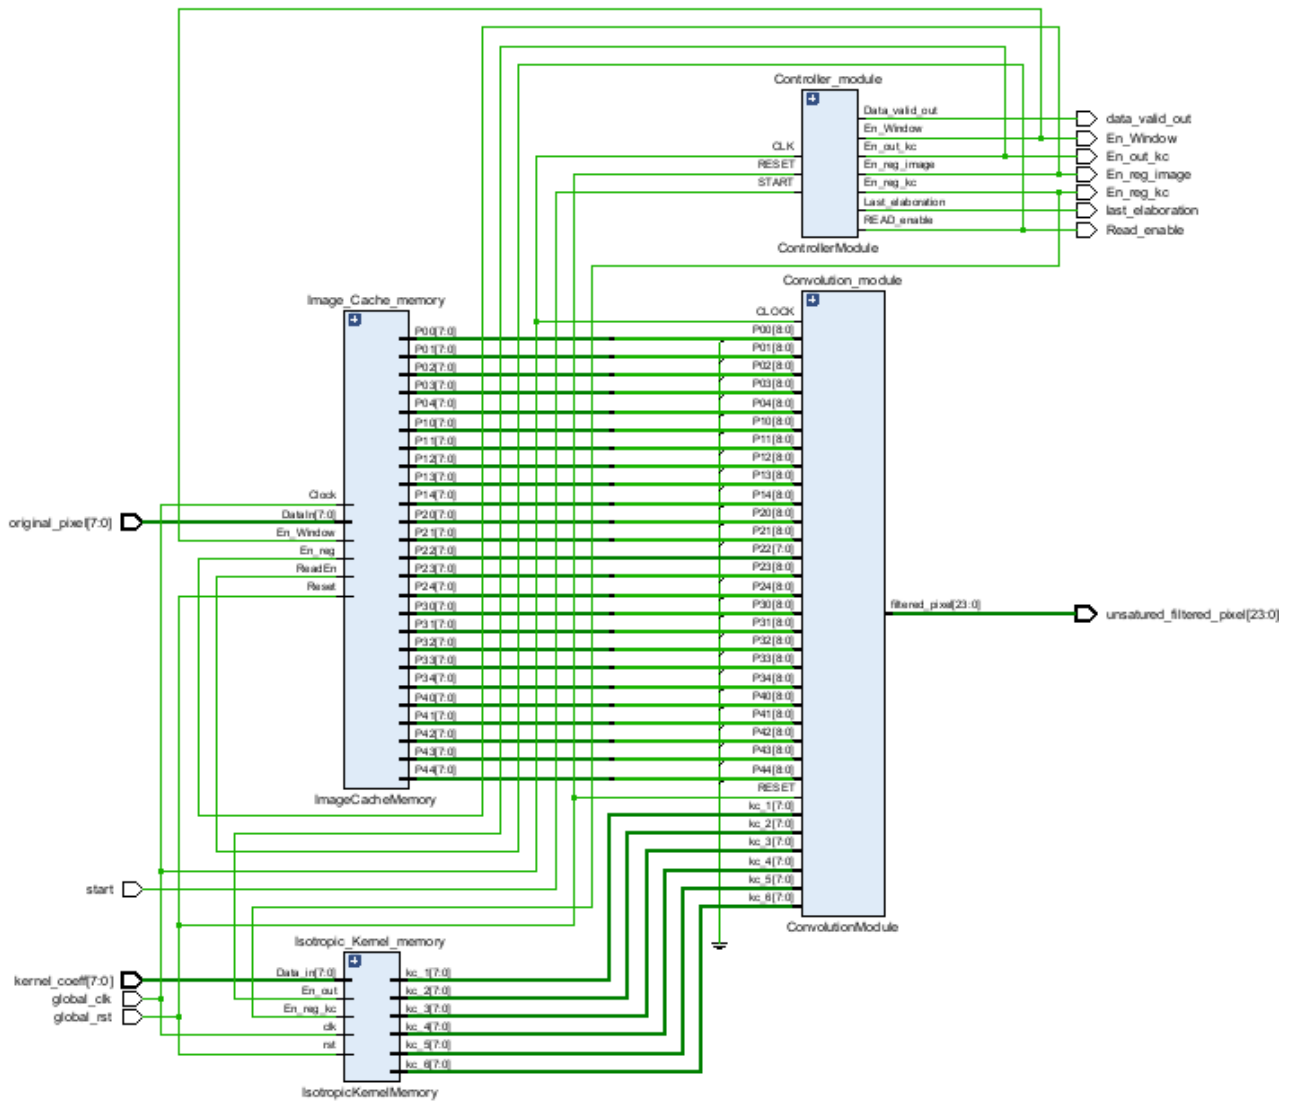 Controller_module
Data_valid_out
En_Window
En_out_kc
En_reg_image
En_reg_kc
Last_elaboration
READ_enable
CLK
RESET
START
ControllerModule
data_valid_out
En_Window
En_out_kc
En_reg_image
En_reg_kc
last_elaboration
Read_enable
Image_Cache_memory
Clock
DataIn[7:0]
En_Window
En_reg
ReadEn
Reset
P00[7:0]
P01[7:0]
P02[7:0]
P03[7:0]
P04[7:0]
P10[7:0]
P11[7:0]
P12[7:0]
P13[7:0]
P14[7:0]
P20[7:0]
P21[7:0]
P22[7:0]
P23[7:0]
P24[7:0]
P30[7:0]
P31[7:0]
P32[7:0]
P33[7:0]
P34[7:0]
P40[7:0]
P41[7:0]
P42[7:0]
P43[7:0]
P44[7:0]
ImageCacheMemory
Convolution_module
CLOCK
P00[8:0]
P01[8:0]
P02[8:0]
P03[8:0]
P04[8:0]
P10[8:0]
P11[8:0]
P12[8:0]
P13[8:0]
P14[8:0]
P20[8:0]
P21[8:0]
P22[7:0]
P23[8:0]
P24[8:0]
P30[8:0]
P31[8:0]
P32[8:0]
P33[8:0]
P34[8:0]
P40[8:0]
P41[8:0]
P42[8:0]
P43[8:0]
P44[8:0]
RESET
kc_1[7:0]
kc_2[7:0]
kc_3[7:0]
kc_4[7:0]
kc_5[7:0]
kc_6[7:0]
ConvolutionModule
filtered_pixel[23:0]
unsatured_filtered_pixel[23:0]
original_pixel[7:0]
start
kernel_coeff[7:0]
global_clk
global_rst
Isotropic_Kernel_memory
Data_in[7:0]
En_out
En_reg_kc
clk
rst
kc_1[7:0]
kc_2[7:0]
kc_3[7:0]
kc_4[7:0]
kc_5[7:0]
kc_6[7:0]
IsotropicKernelMemory